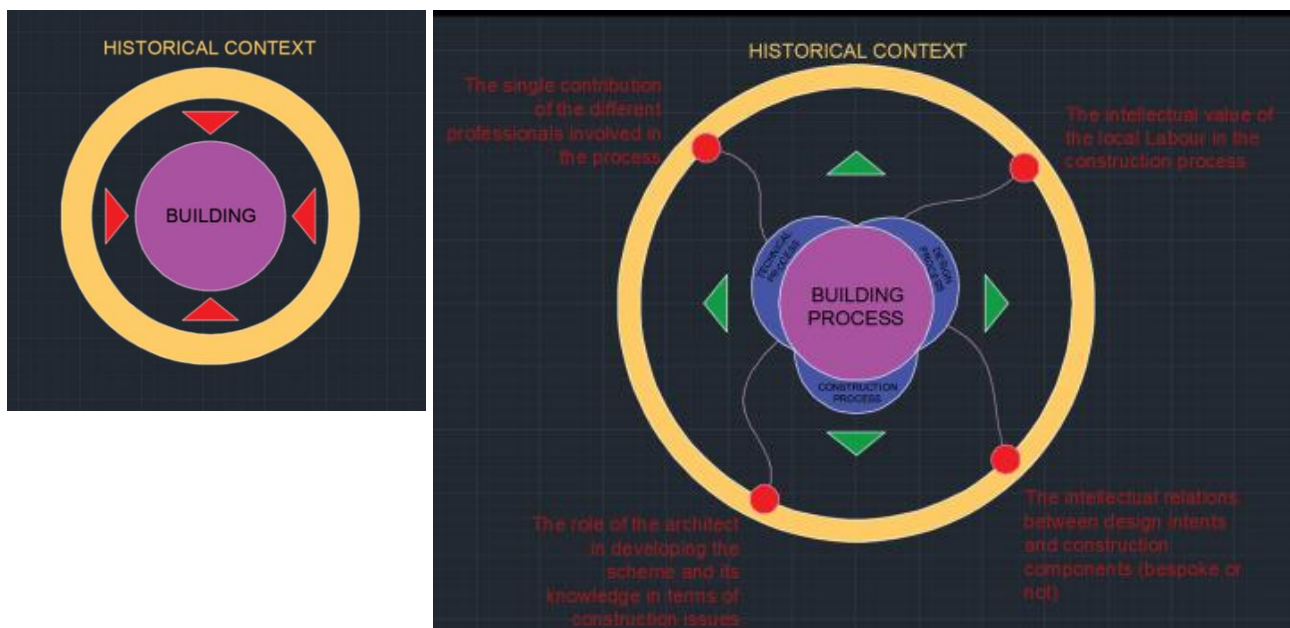 HISTORICAL CONTEXT
BUILDING
HISTORICAL CONTEXT
The single contribution
of the different
professionals involved in
the process
The intellectual value of
the local Labour in the
construction process
TECHNICAL
PROCESS
DESIGN
PROCESS
BUILDING
PROCESS
CONSTRUCTION
PROCESS
The role of the architect
in developing the
scheme and its
knowledge in terms of
construction issues
The intellectual relations
between design intents
and construction
components (bespoke or
not)